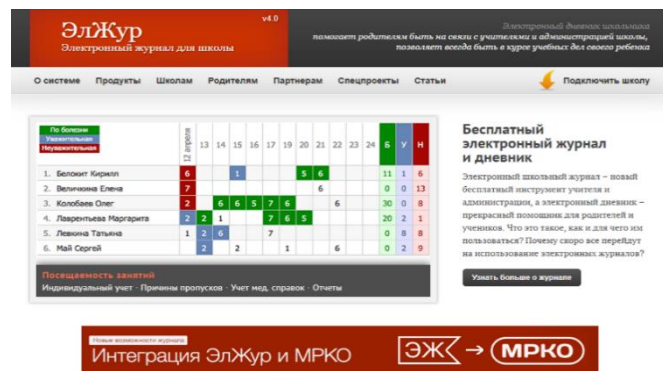 ЭлЖур
Электронный журнал для школы
v4.0
Электронный дневник школьника
помогает родителям быть на связи с учителями и администрацией школы,
позволяет всегда быть в курсе учебных дел своего ребенка
О системе Продукты Школам Родителям Партнерам Спецпроекты Статьи Подключить школу
По болезни
Уважительная
Неуважительная
12 апреля 13 14 15 16 17 19 20 21 22 23 24 Б У Н
1. Белокит Кирилл 6 1 5 6 11 1 6
2. Величкина Елена 7 6 0 0 13
3. Колобаев Олег 2 6 6 5 7 6 6 30 0 8
4. Лаврентьева Маргарита 2 2 1 7 6 5 20 2 1
5. Левкина Татьяна 1 2 6 7 0 8 8
6. Май Сергей 2 2 1 6 0 2 9
Посещаемость занятий
Индивидуальный учет · Причины пропусков · Учет мед. справок · Отчеты
Бесплатный
электронный журнал
и дневник
Электронный школьный журнал – новый
бесплатный инструмент учителя и
администрации, а электронный дневник –
прекрасный помощник для родителей и
учеников. Что это такое, как и для чего им
пользоваться? Почему скоро все перейдут
на использование электронных журналов?
Узнать больше о журнале
Новые возможности журнала
Интеграция ЭлЖур и МРКО
ЭЖ → МРКО